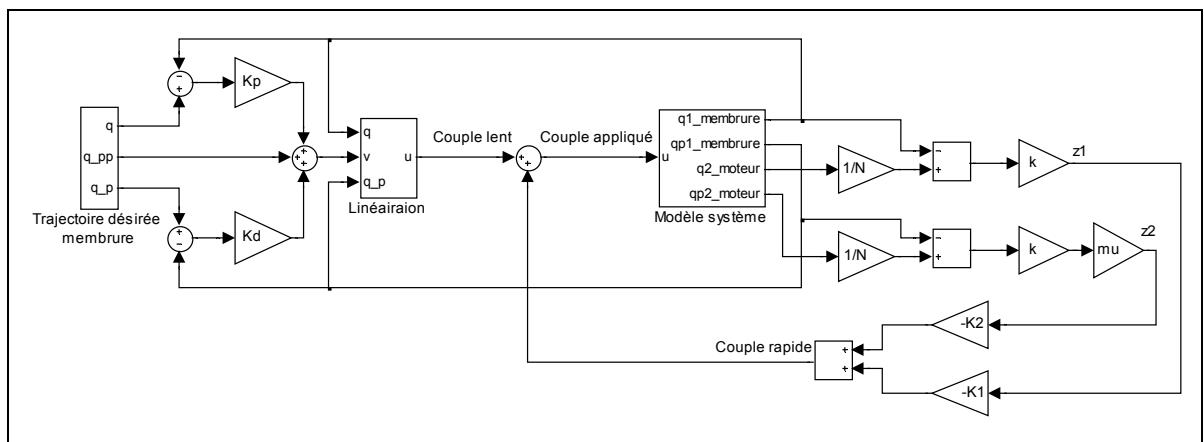 q
q_pp
q_p
Trajectoire désirée
membrure
-
+
Kp
+
-
Kd
+
+
+
q
v
q_p
u
Linéairaion
Couple lent
+
+
Couple appliqué
u
q1_membrure
qp1_membrure
q2_moteur
qp2_moteur
Modèle système
1/N
-
+
k
z1
1/N
-
+
k
mu
z2
-K2
-K1
+
+
Couple rapide